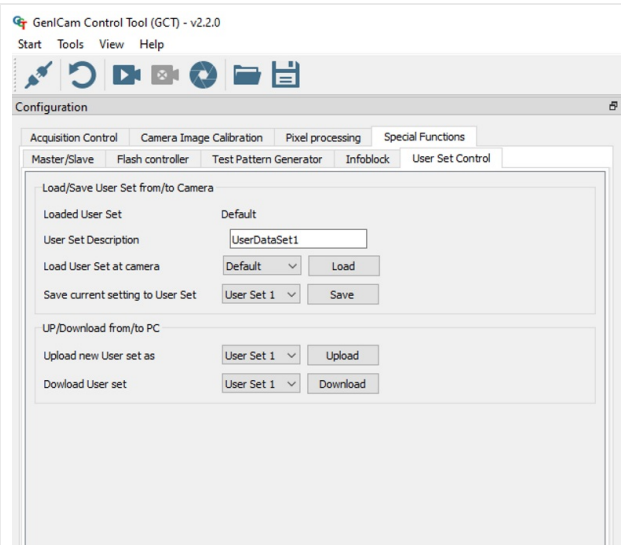 GenICam Control Tool (GCT) - v2.2.0
Start Tools View Help
Configuration
Acquisition Control Camera Image Calibration Pixel processing Special Functions
Master/Slave Flash controller Test Pattern Generator Infoblock User Set Control
Load/Save User Set from/to Camera
Loaded User Set Default
User Set Description UserDataSet1
Load User Set at camera Default Load
Save current setting to User Set User Set 1 Save
UP/Download from/to PC
Upload new User set as User Set 1 Upload
Dowload User set User Set 1 Download